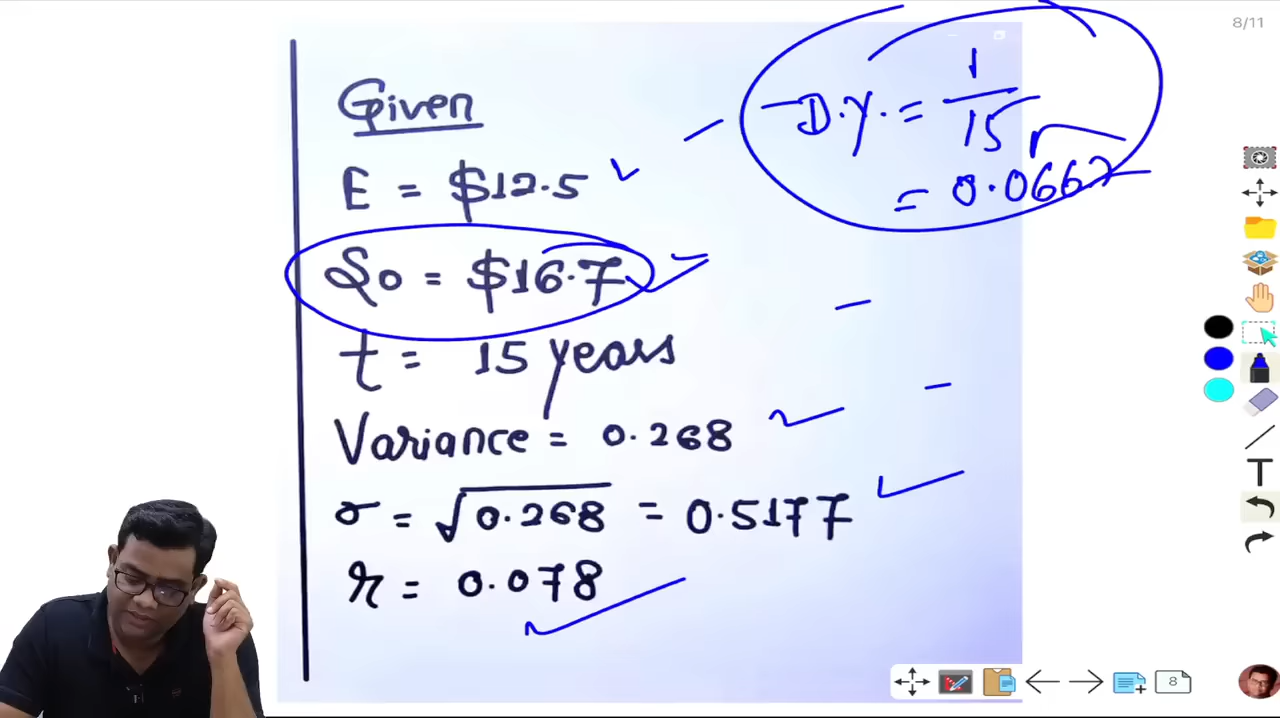 8/11
Given
E = $12.5
S0 = $16.7
t = 15 years
Variance = 0.268
σ = √0.268 = 0.5177
r = 0.078
D.Y. = 1/15
= 0.0667
T
8